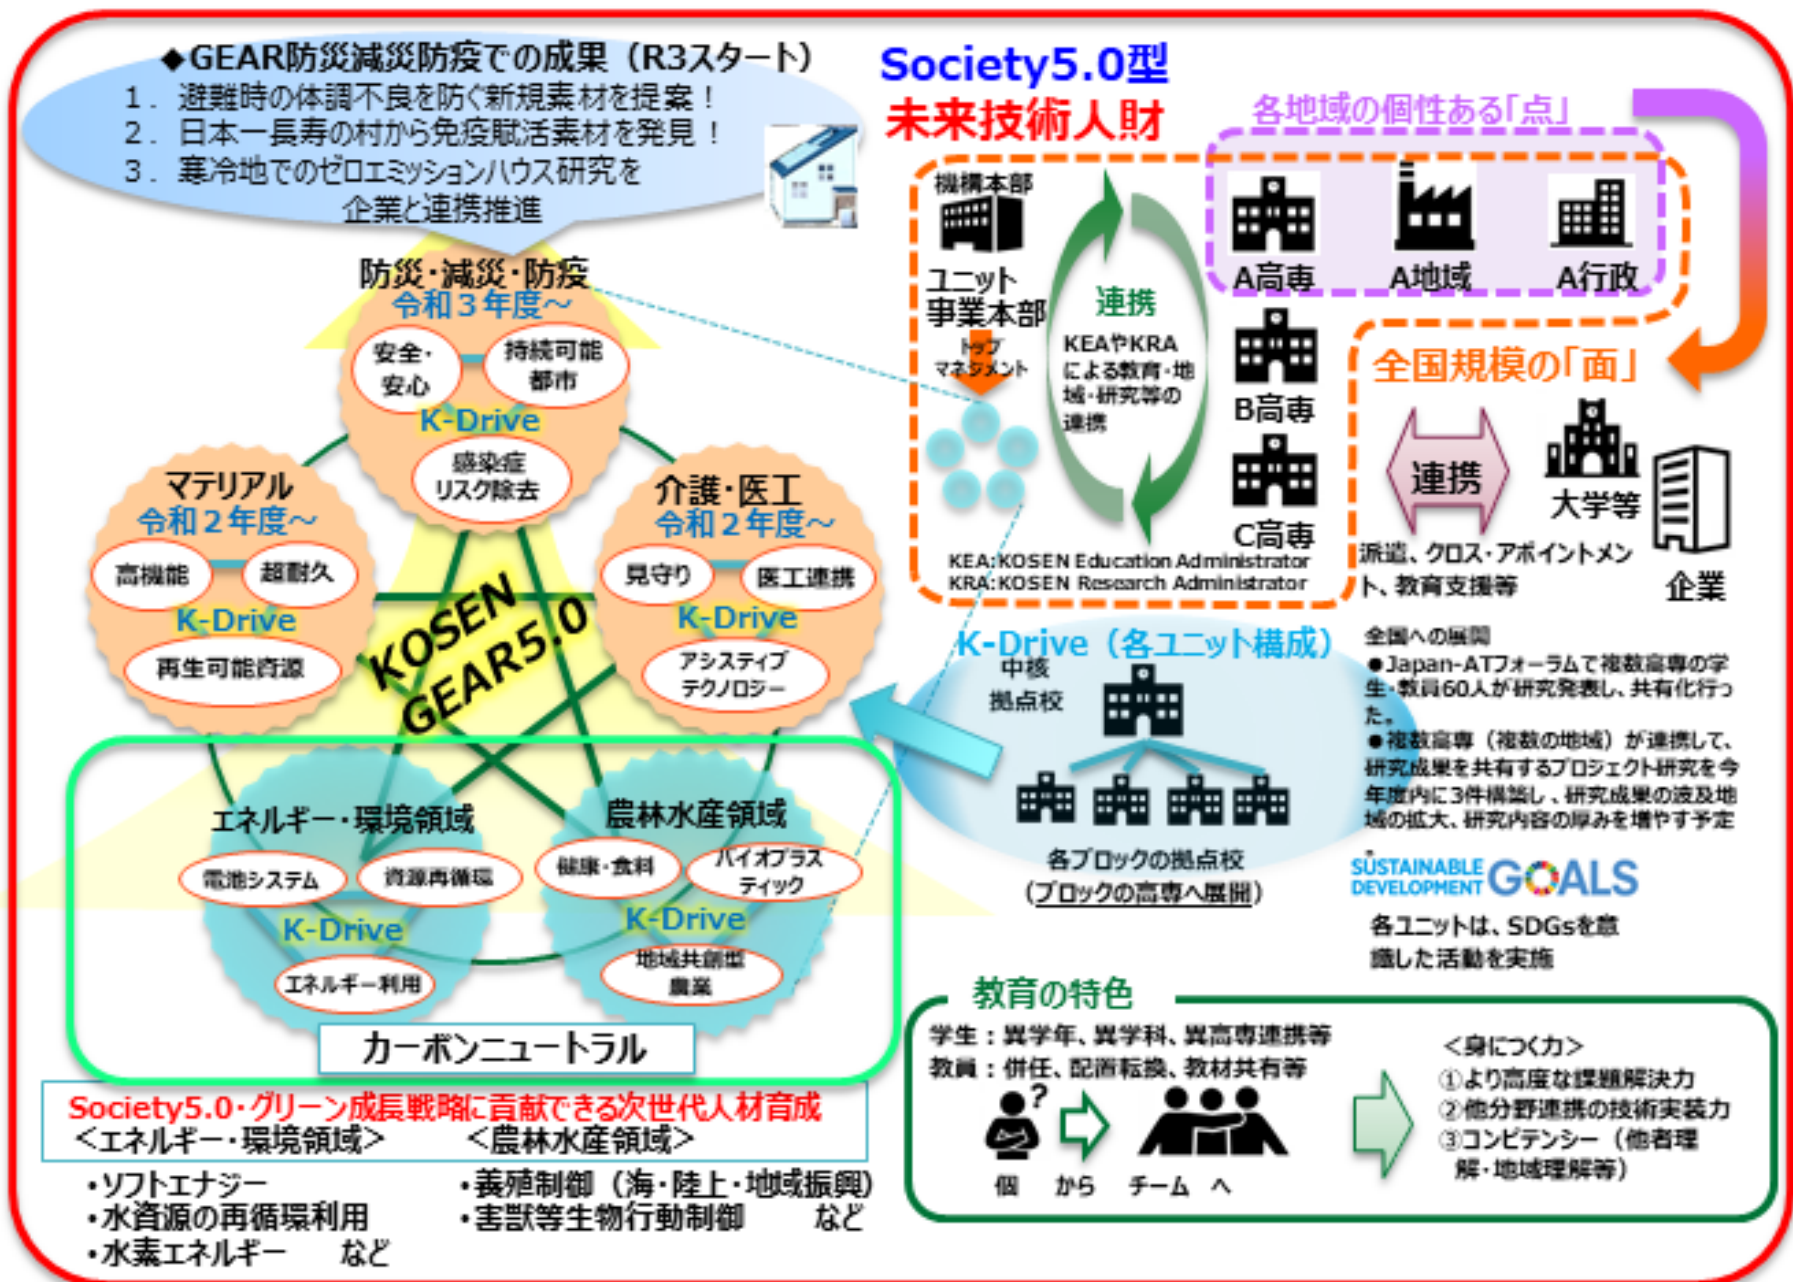 ◆GEAR防災減災防疫での成果（R3スタート）
1．避難時の体調不良を防ぐ新規素材を提案！
2．日本一長寿の村から免疫賦活素材を発見！
3．寒冷地でのゼロエミッションハウス研究を
企業と連携推進
防災・減災・防疫
令和３年度～
安全・
安心
持続可能
都市
K-Drive
感染症
リスク除去
マテリアル
令和２年度～
高機能
超耐久
K-Drive
再生可能資源
介護・医工
令和２年度～
見守り
医工連携
K-Drive
アシスティブ
テクノロジー
KOSEN
GEAR5.0
エネルギー・環境領域
電池システム
資源再循環
K-Drive
エネルギー利用
農林水産領域
健康・食料
バイオプラス
ティック
K-Drive
地域共創型
農業
カーボンニュートラル
Society5.0・グリーン成長戦略に貢献できる次世代人材育成
＜エネルギー・環境領域＞
＜農林水産領域＞
・ソフトエナジー
・水資源の再循環利用
・水素エネルギー　など
・養殖制御（海・陸上・地域振興）
・害獣等生物行動制御　など
Society5.0型
未来技術人財
各地域の個性ある「点」
機構本部
ユニット
事業本部
トップ
マネジメント
連携
KEAやKRA
による教育・地
域・研究等の
連携
A高専
A地域
A行政
B高専
C高専
KEA:KOSEN Education Administrator
KRA:KOSEN Research Administrator
全国規模の「面」
連携
大学等
企業
派遣、クロス・アポイントメン
ト、教育支援等
K-Drive（各ユニット構成）
中核
拠点校
各ブロックの拠点校
（ブロックの高専へ展開）
全国への展開
●Japan-ATフォーラムで複数高専の学
生・教員60人が研究発表し、共有化行っ
た。
●複数高専（複数の地域）が連携して、
研究成果を共有するプロジェクト研究を今
年度内に3件構築し、研究成果の波及地
域の拡大、研究内容の厚みを増やす予定
。
SUSTAINABLE
DEVELOPMENT GOALS
各ユニットは、SDGsを意
識した活動を実施
教育の特色
学生：異学年、異学科、異高専連携等
教員：併任、配置転換、教材共有等
?
個　から　チーム　へ
＜身につく力＞
①より高度な課題解決力
②他分野連携の技術実装力
③コンピテンシー（他者理
解・地域理解等）